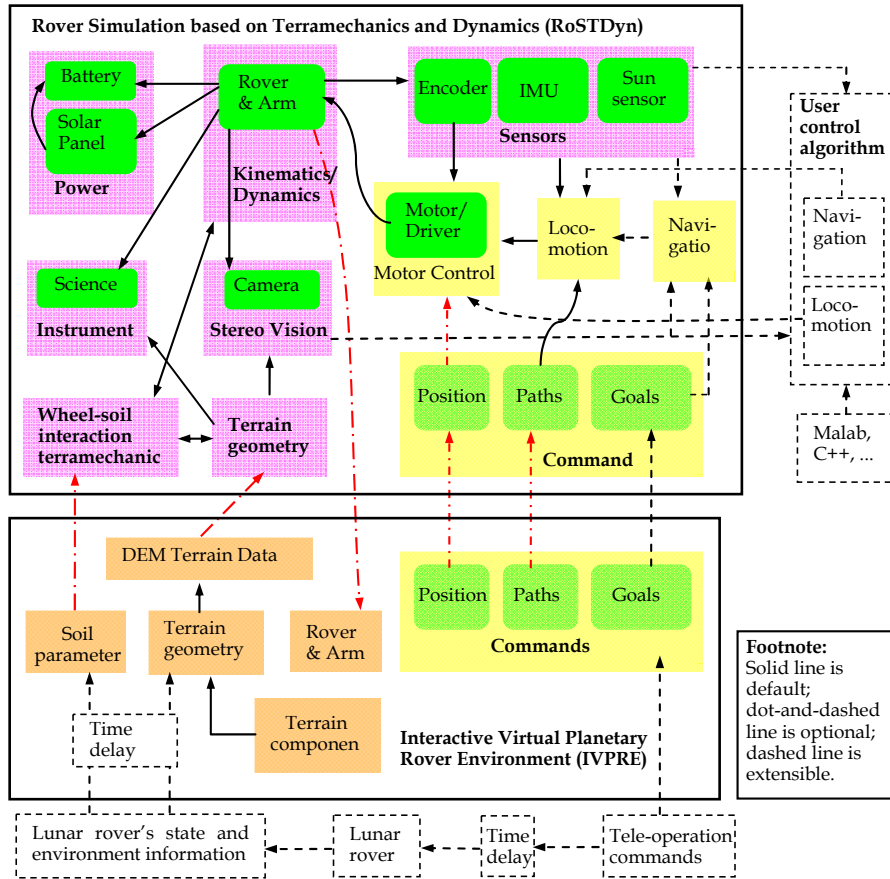 Rover Simulation based on Terramechanics and Dynamics (RoSTDyn)
Battery
Solar
Panel
Power
Rover
& Arm
Kinematics/
Dynamics
Encoder
IMU
Sun
sensor
Sensors
User
control
algorithm
Navi-
gation
Loco-
motion
Malab,
C++, ...
Motor/
Driver
Motor Control
Loco-
motion
Navi-
gatio
Science
Instrument
Camera
Stereo Vision
Wheel-soil
interaction
terramechanic
Terrain
geometry
Position
Paths
Goals
Command
DEM Terrain Data
Soil
parameter
Terrain
geometry
Rover
& Arm
Position
Paths
Goals
Commands
Time
delay
Terrain
componen
Interactive Virtual Planetary
Rover Environment (IVPRE)
Footnote:
Solid line is
default;
dot-and-dashed
line is optional;
dashed line is
extensible.
Lunar rover's state and
environment information
Lunar
rover
Time
delay
Tele-operation
commands